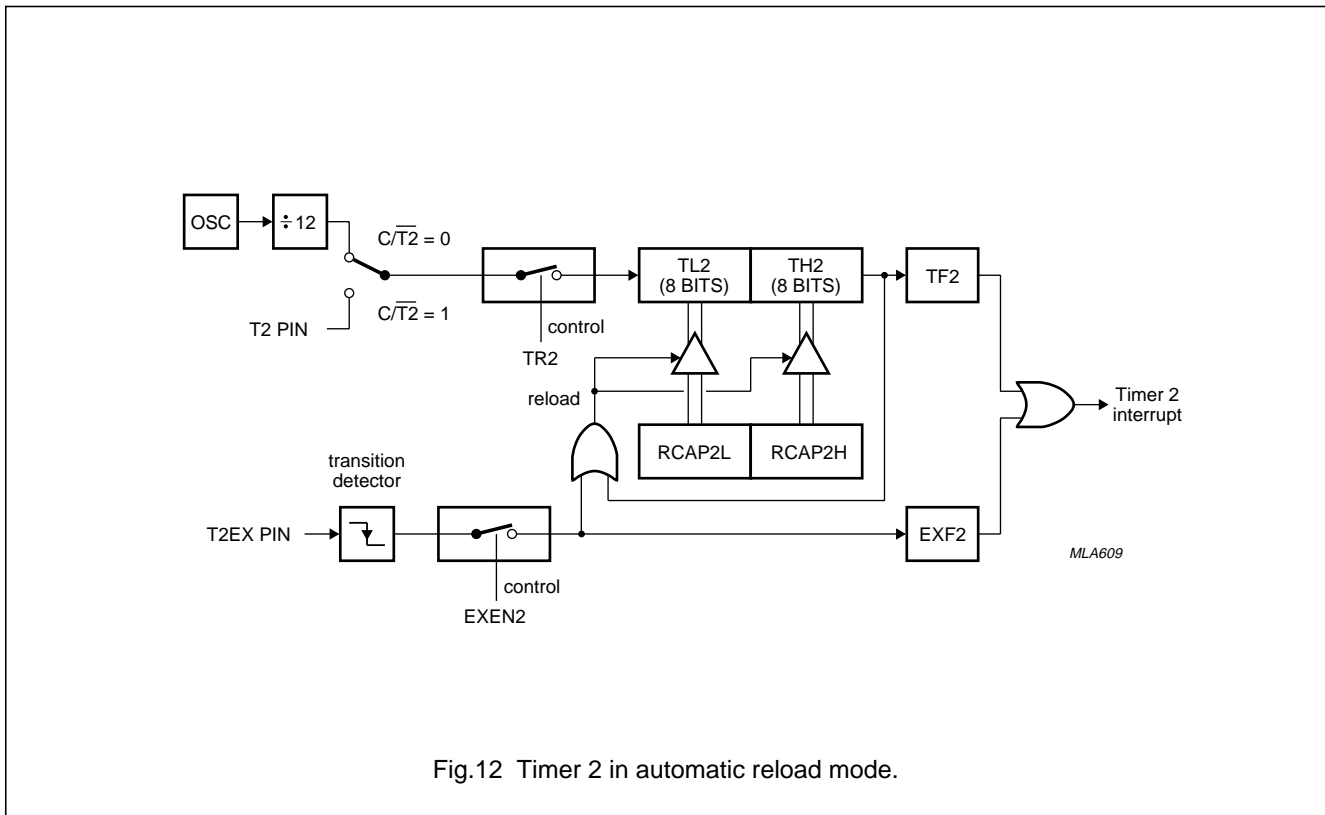 OSC
÷ 12
C/T2 = 0
C/T2 = 1
T2 PIN
control
TR2
TL2
(8 BITS)
TH2
(8 BITS)
TF2
reload
RCAP2L
RCAP2H
Timer 2
interrupt
transition
detector
T2EX PIN
control
EXEN2
EXF2
MLA609
Fig.12 Timer 2 in automatic reload mode.